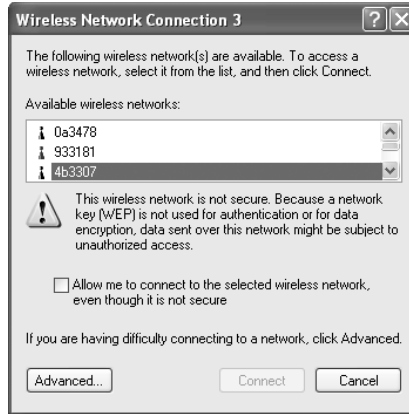 Wireless Network Connection 3
The following wireless network(s) are available. To access a
wireless network, select it from the list, and then click Connect.
Available wireless networks:
0a3478
933181
4b3307
This wireless network is not secure. Because a network
key (WEP) is not used for authentication or for data
encryption, data sent over this network might be subject to
unauthorized access.
Allow me to connect to the selected wireless network,
even though it is not secure
If you are having difficulty connecting to a network, click Advanced.
Advanced... Connect Cancel